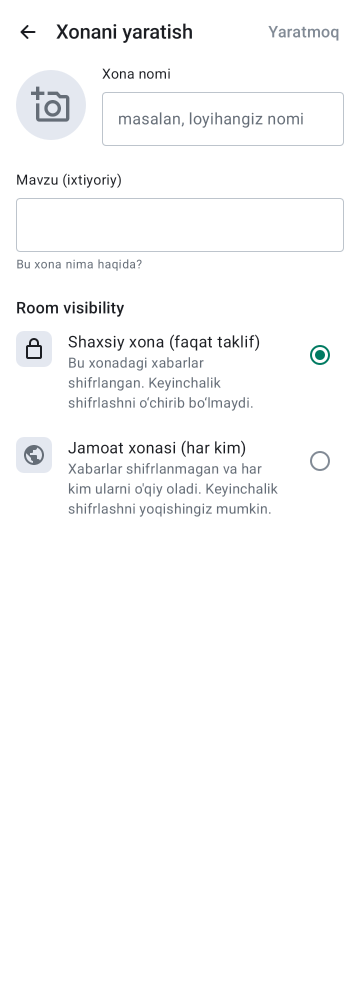 Xonani yaratish
Yaratmoq
Xona nomi
masalan, loyihangiz nomi
Mavzu (ixtiyoriy)
Bu xona nima haqida?
Room visibility
Shaxsiy xona (faqat taklif)
Bu xonadagi xabarlar
shifrlangan. Keyinchalik
shifrlashni o‘chirib bo‘lmaydi.
Jamoat xonasi (har kim)
Xabarlar shifrlanmagan va har
kim ularni o'qiy oladi. Keyinchalik
shifrlashni yoqishingiz mumkin.